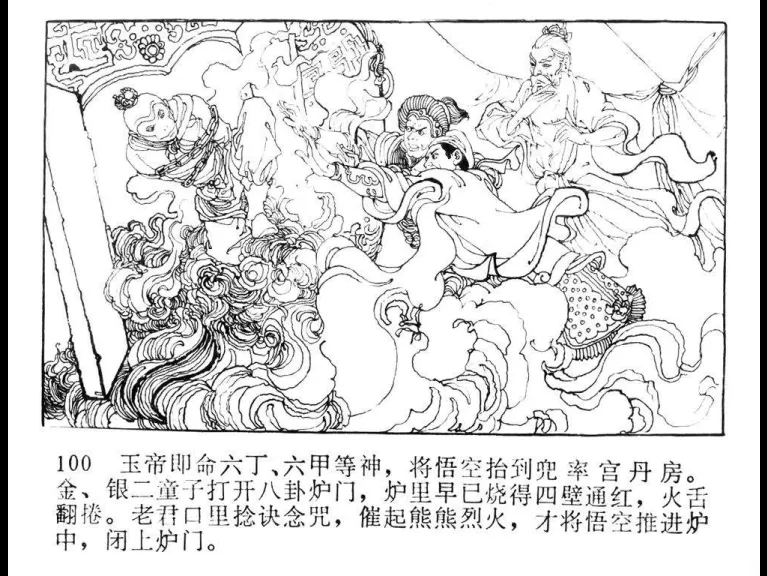 100 玉帝即命六丁、六甲等神，将悟空抬到兜率宫丹房。
金、银二童子打开八卦炉门，炉里早已烧得四壁通红，火舌
翻捲。老君口里捻诀念咒，催起熊熊烈火，才将悟空推进炉
中，闭上炉门。